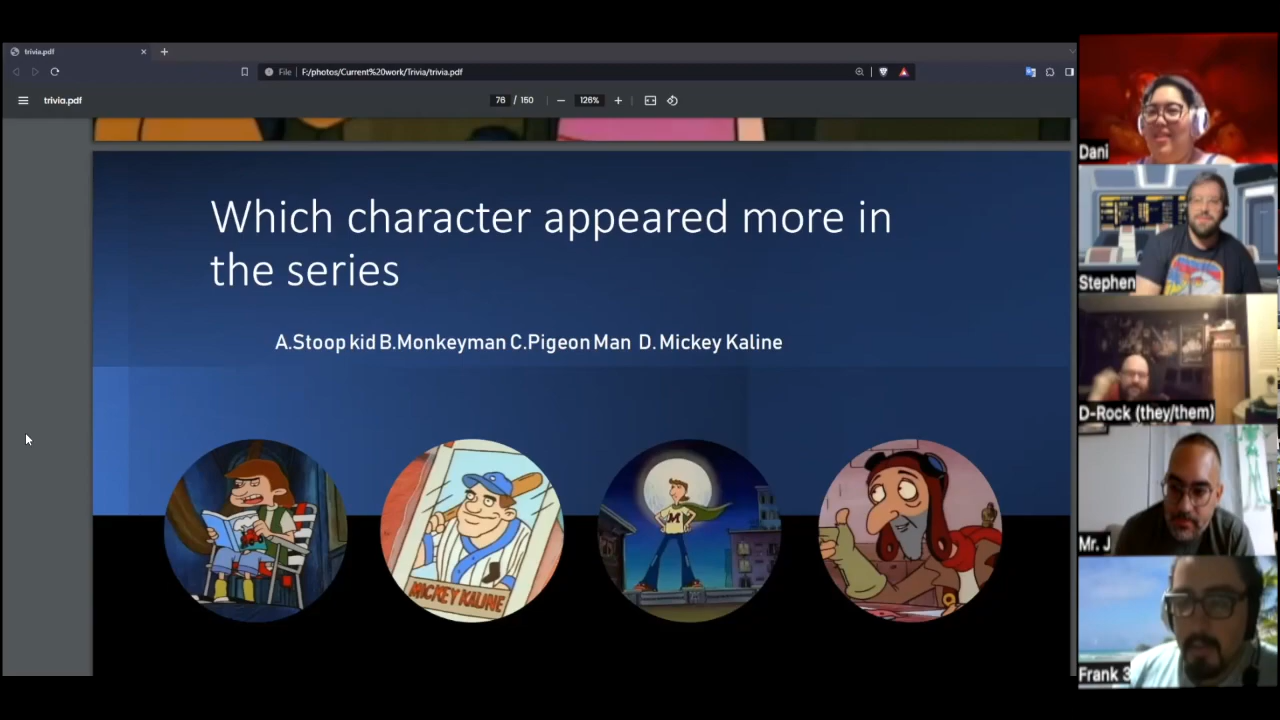 trivia.pdf
File
F:/photos/Current%20work/Trivia/trivia.pdf
trivia.pdf
76 / 150
126%
Which character appeared more in
the series
A.Stoop kid B.Monkeyman C.Pigeon Man D. Mickey Kaline
MICKEY KALINE
M
Dani
Stephen
D-Rock (they/them)
Mr. J
Frank 3